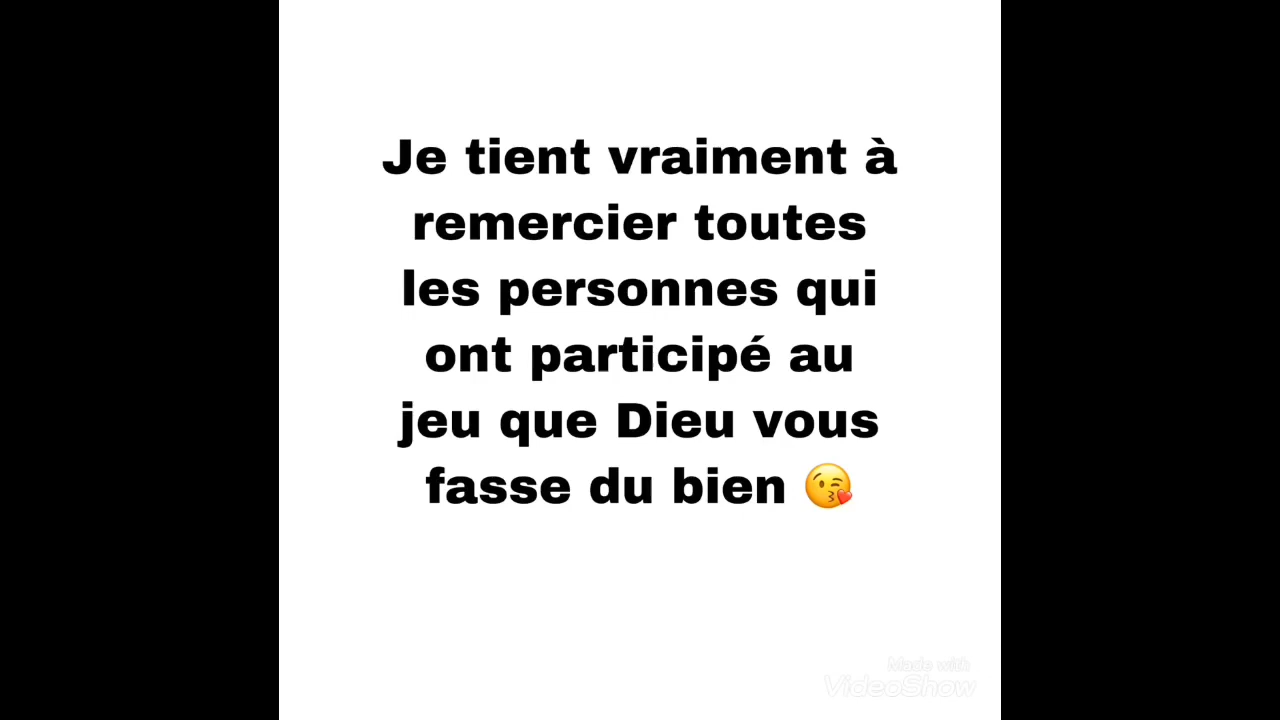 Je tient vraiment à
remercier toutes
les personnes qui
ont participé au
jeu que Dieu vous
fasse du bien 😘
Made with
VideoShow